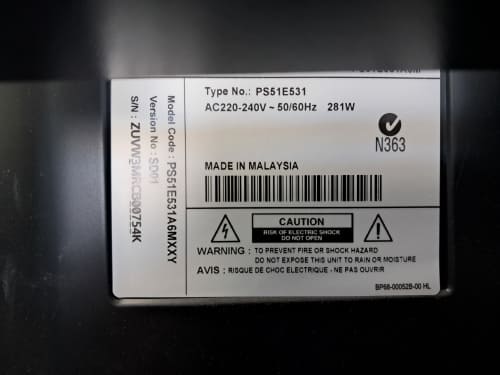 Type No.: PS51E531
AC220-240V ~ 50/60Hz 281W
N363
MADE IN MALAYSIA
CAUTION
RISK OF ELECTRIC SHOCK
DO NOT OPEN
WARNING : TO PREVENT FIRE OR SHOCK HAZARD
DO NOT EXPOSE THIS UNIT TO RAIN OR MOISTURE
AVIS : RISQUE DE CHOC ELECTRIQUE - NE PAS OUVRIR
BP68-00052B-00 HL
Model Code : PS51E531A6MXXY
Version No : SD01
S/N : ZUVW3MRCB00754K